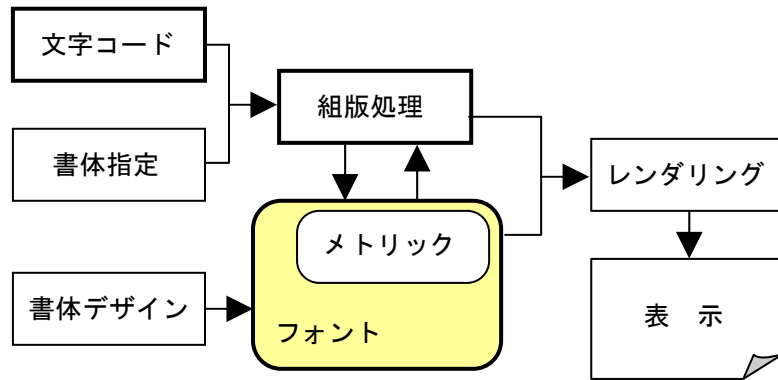 文字コード
書体指定
組版処理
メトリック
書体デザイン
フォント
レンダリング
表　示